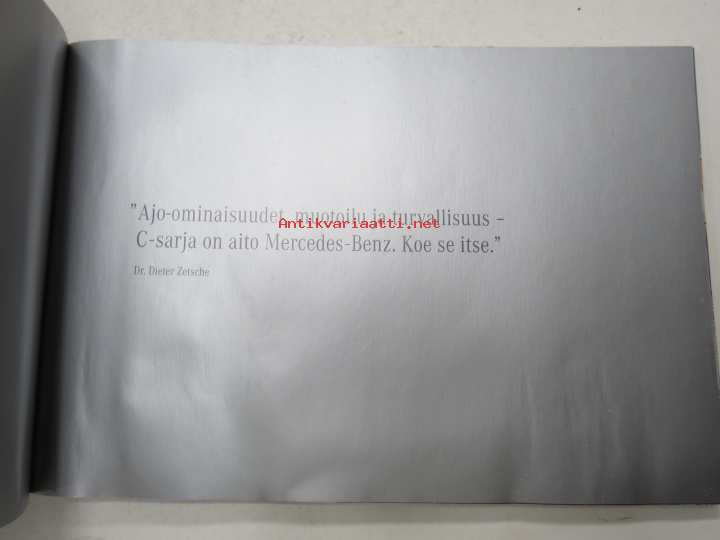 "Ajo-ominaisuudet, muotoilu ja turvallisuus –
Antikvariaatti.net
C-sarja on aito Mercedes-Benz. Koe se itse."
Dr. Dieter Zetsche